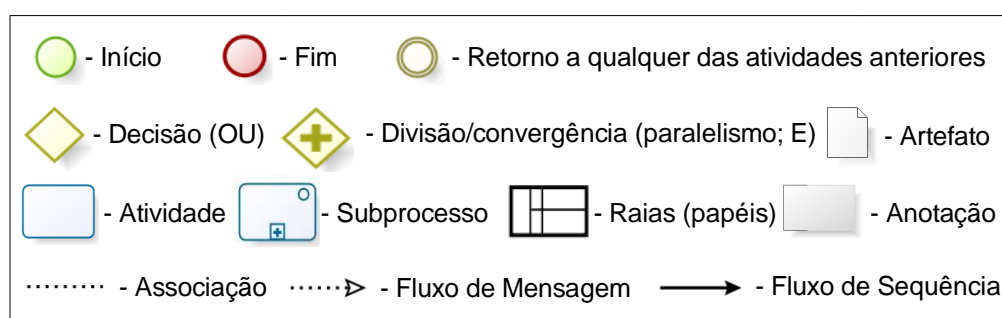 - Início - Fim - Retorno a qualquer das atividades anteriores
- Decisão (OU) - Divisão/convergência (paralelismo; E) - Artefato
- Atividade - Subprocesso - Raias (papéis) - Anotação
- Associação - Fluxo de Mensagem - Fluxo de Sequência